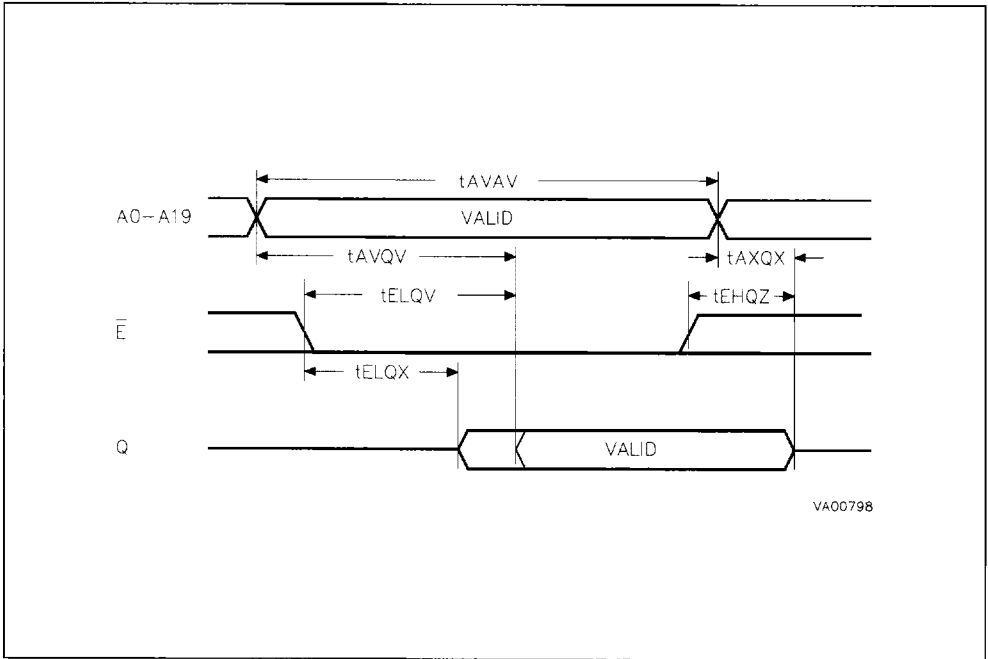 tAVAV
A0-A19
VALID
tAVQV
tAXQX
tELQV
tEHQZ
E̅
tELQX
Q
VALID
VA00798